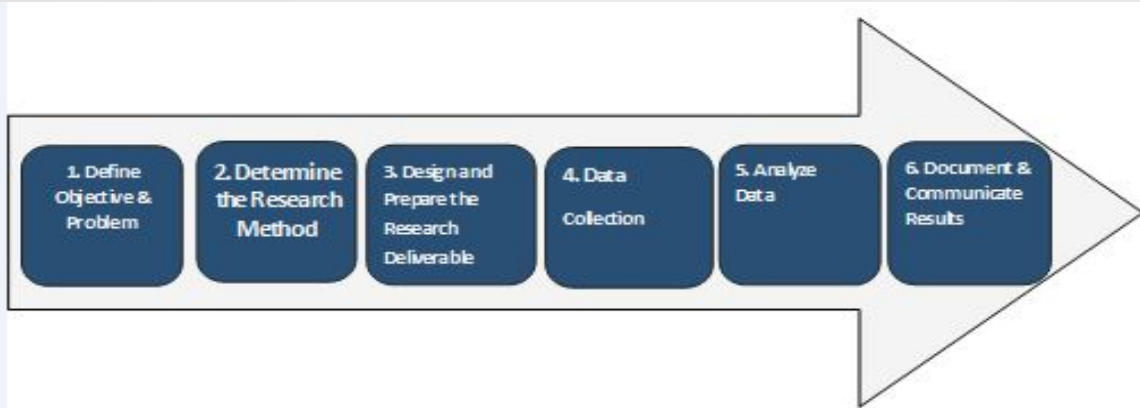 1. Define
Objective &
Problem
2. Determine
the Research
Method
3. Design and
Prepare the
Research
Deliverable
4. Data
Collection
5. Analyze
Data
6. Document &
Communicate
Results